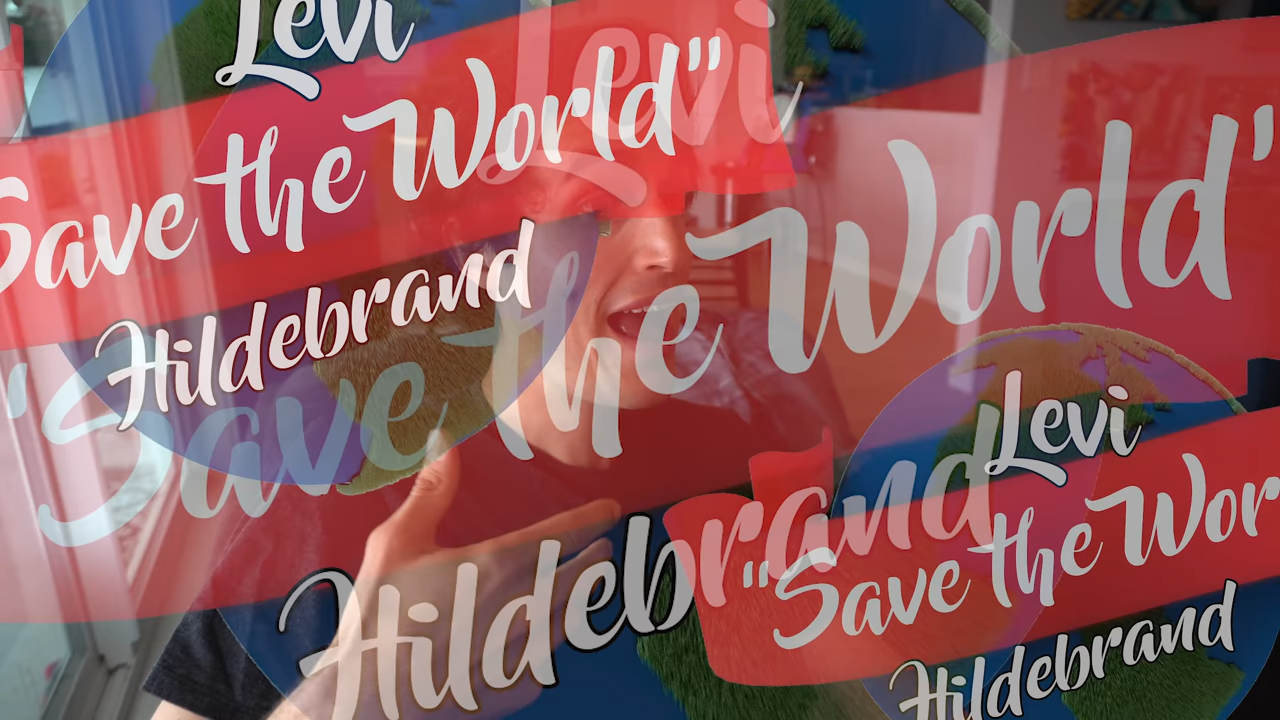 Levi
Save the World"
Hildebrand
Levi
"Save the World"
Hildebrand
Levi
"Save the Wor
Hildebrand